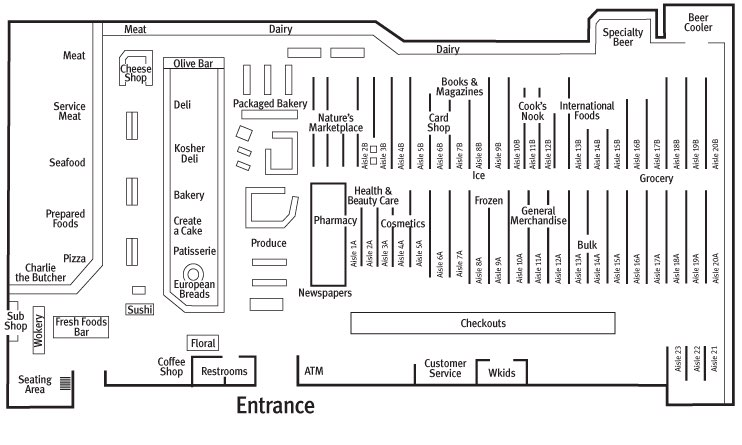 Meat
Dairy
Dairy
Specialty
Beer
Beer
Cooler
Meat
Cheese
Shop
Olive Bar
Service
Meat
Seafood
Prepared
Foods
Pizza
Charlie
the Butcher
Deli
Kosher
Deli
Bakery
Create
a Cake
Patisserie
European
Breads
Packaged Bakery
Produce
Nature's
Marketplace
Books &
Magazines
Card
Shop
Cook's
Nook
International
Foods
Aisle 2B
Aisle 3B
Aisle 4B
Aisle 5B
Aisle 6B
Aisle 7B
Aisle 8B
Aisle 9B
Aisle 10B
Aisle 11B
Aisle 12B
Aisle 13B
Aisle 14B
Aisle 15B
Aisle 16B
Aisle 17B
Aisle 18B
Aisle 19B
Aisle 20B
Ice
Grocery
Pharmacy
Health &
Beauty Care
Cosmetics
Frozen
General
Merchandise
Bulk
Aisle 1A
Aisle 2A
Aisle 3A
Aisle 4A
Aisle 5A
Aisle 6A
Aisle 7A
Aisle 8A
Aisle 9A
Aisle 10A
Aisle 11A
Aisle 12A
Aisle 13A
Aisle 14A
Aisle 15A
Aisle 16A
Aisle 17A
Aisle 18A
Aisle 19A
Aisle 20A
Newspapers
Sub
Shop
Wokery
Fresh Foods
Bar
Sushi
Floral
Checkouts
Seating
Area
Coffee
Shop
Restrooms
ATM
Customer
Service
Wkids
Aisle 23
Aisle 22
Aisle 21
Entrance